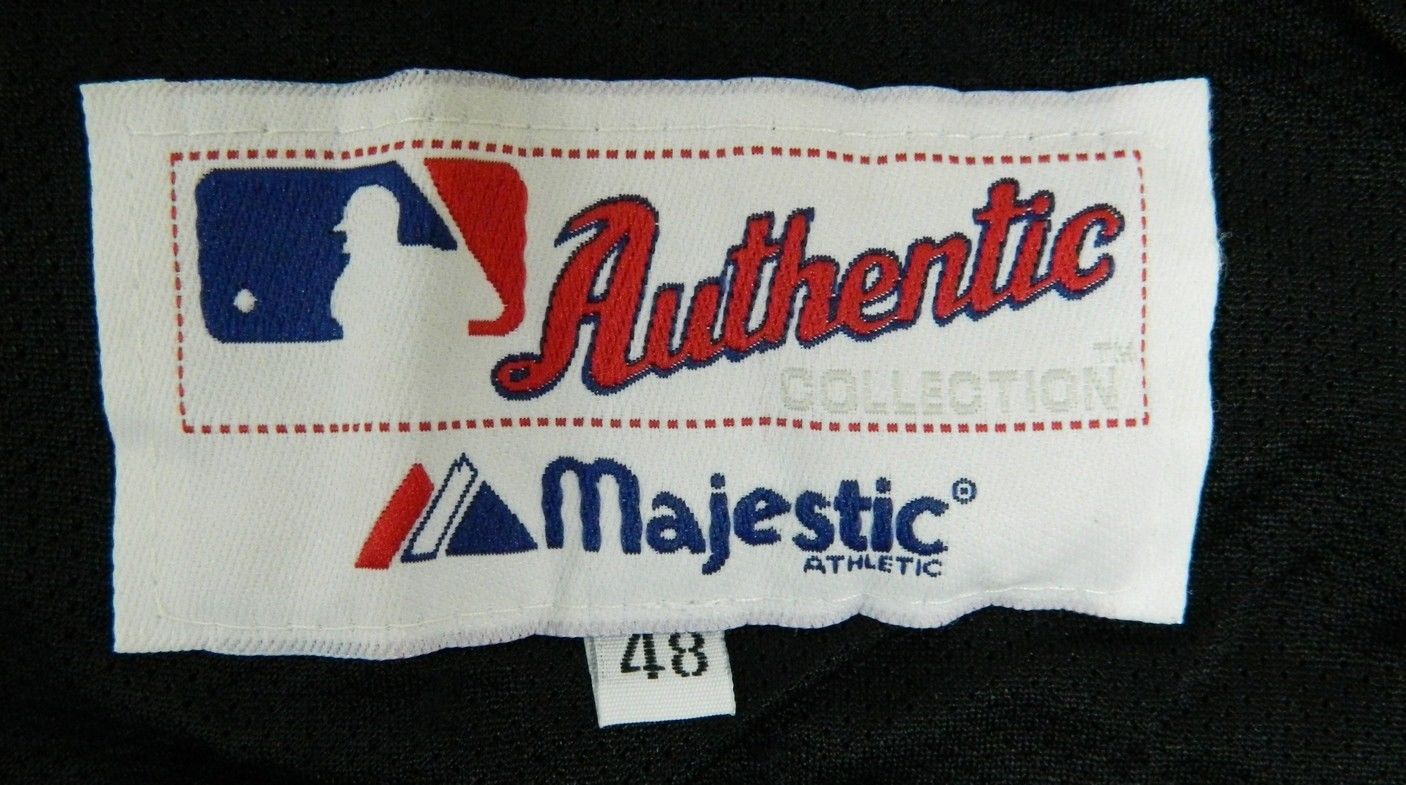 Authentic
COLLECTION™
Majestic®
ATHLETIC
48